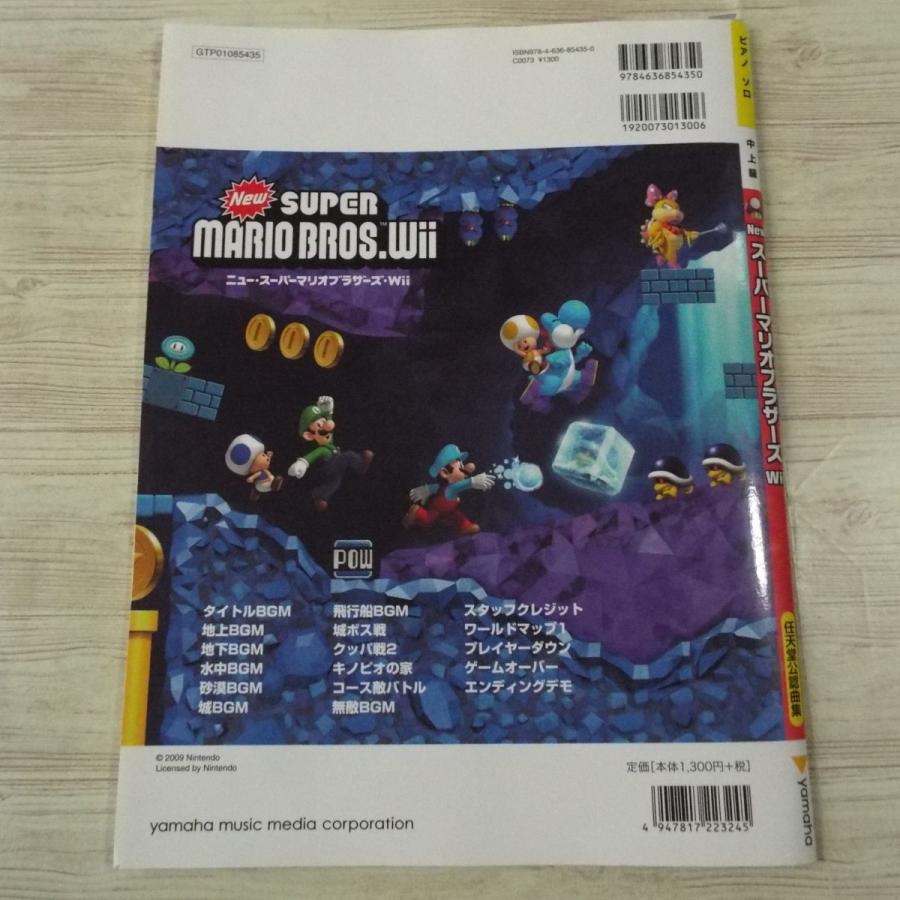 GTP01085435
ISBN978-4-636-85435-0
C0073 ¥1300
9784636854350
1920073013006
New SUPER
MARIO BROS.Wii
TM
ニュー・スーパーマリオブラザーズ・Wii
POW
タイトルBGM
地上BGM
地下BGM
水中BGM
砂漠BGM
城BGM
飛行船BGM
城ボス戦
クッパ戦2
キノピオの家
コース敵バトル
無敵BGM
スタッフクレジット
ワールドマップ1
プレイヤーダウン
ゲームオーバー
エンディングデモ
© 2009 Nintendo
Licensed by Nintendo
定価[本体1,300円+税]
yamaha music media corporation
4 947817 223245
ピアノ ソロ
中上級
New スーパーマリオブラザーズ Wii
任天堂公認曲集
yamaha